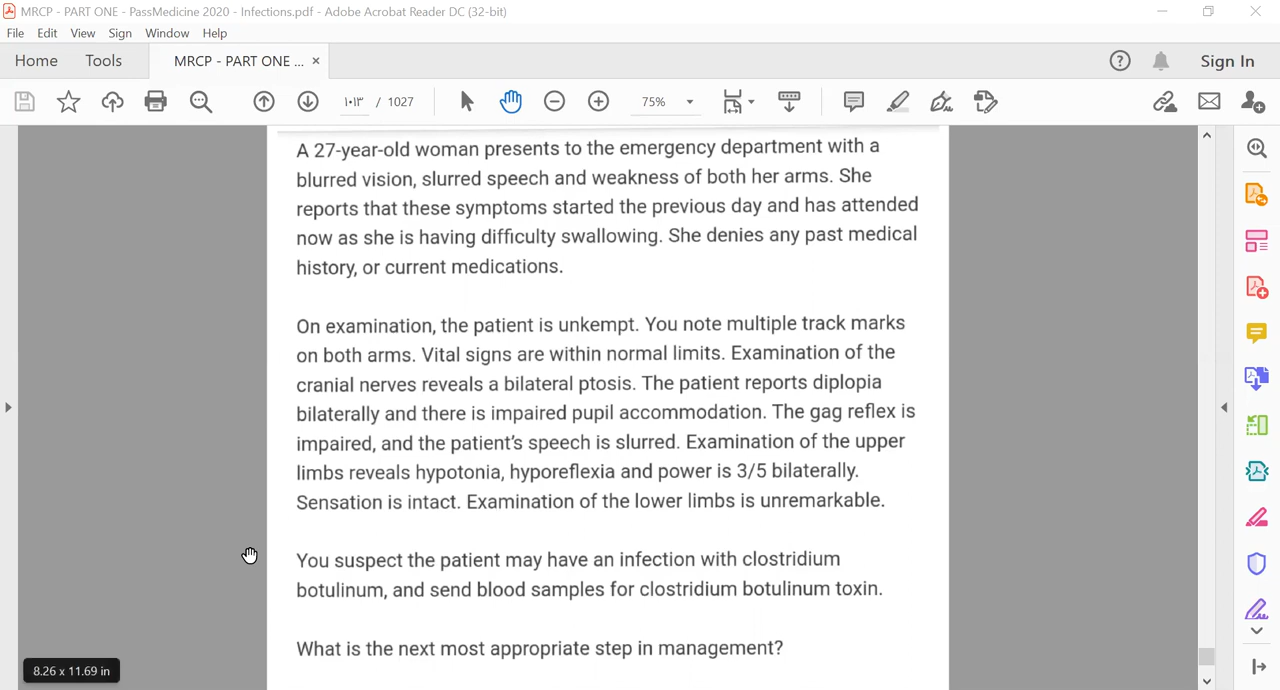 MRCP - PART ONE - PassMedicine 2020 - Infections.pdf - Adobe Acrobat Reader DC (32-bit)
File Edit View Sign Window Help
Home Tools MRCP - PART ONE ... × Sign In
١٠١٣ / 1027 75%
A 27-year-old woman presents to the emergency department with a
blurred vision, slurred speech and weakness of both her arms. She
reports that these symptoms started the previous day and has attended
now as she is having difficulty swallowing. She denies any past medical
history, or current medications.
On examination, the patient is unkempt. You note multiple track marks
on both arms. Vital signs are within normal limits. Examination of the
cranial nerves reveals a bilateral ptosis. The patient reports diplopia
bilaterally and there is impaired pupil accommodation. The gag reflex is
impaired, and the patient's speech is slurred. Examination of the upper
limbs reveals hypotonia, hyporeflexia and power is 3/5 bilaterally.
Sensation is intact. Examination of the lower limbs is unremarkable.
You suspect the patient may have an infection with clostridium
botulinum, and send blood samples for clostridium botulinum toxin.
What is the next most appropriate step in management?
8.26 x 11.69 in